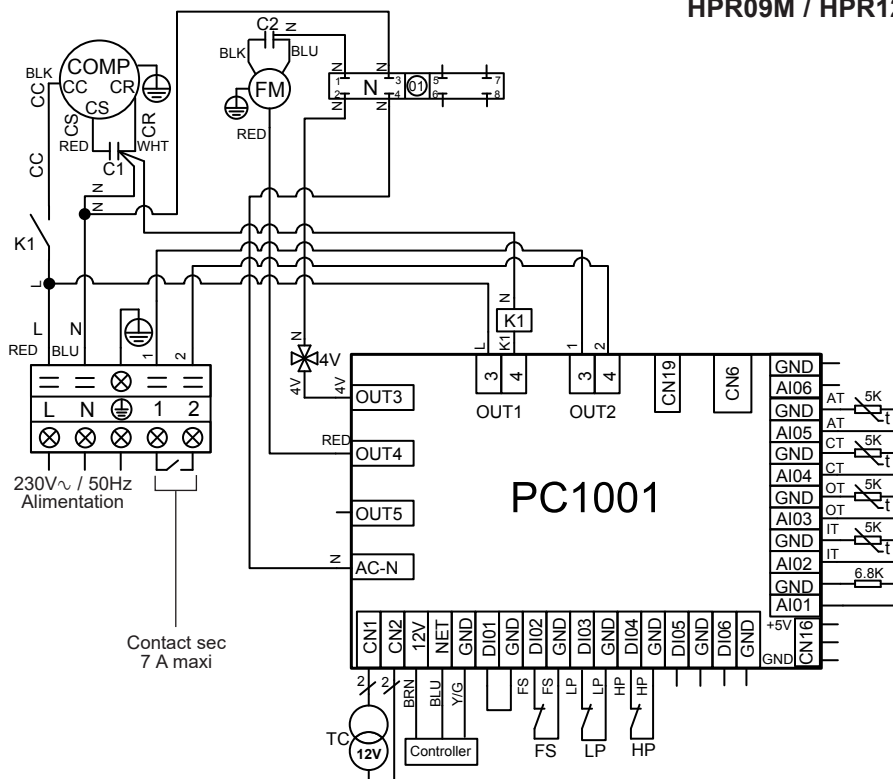 HPR09M / HPR12
C2 N
BLK BLU
COMP
CC CR
CS
BLK
CC
CS
RED
CR
WHT
C1
CC
N
N
FM
RED
N N
1 3 5 7
N 01
2 4 6 8
N N
K1
L
L N
RED BLU
1 2
L N 1 2
230V∿ / 50Hz
Alimentation
Contact sec
7 A maxi
N
4V
4V 4V
N
K1
L K1
1 2
3 4 3 4
OUT1 OUT2
CN19
CN6
OUT3
RED
OUT4
OUT5
N
AC-N
PC1001
GND
AI06
GND
AI05
GND
AI04
GND
AI03
GND
AI02
GND
AI01
AT 5K
AT t
CT 5K
CT t
OT 5K
OT t
IT 5K
IT t
6.8K
+5V
GND
CN16
CN1 CN2 12V NET GND DI01 GND DI02 GND DI03 GND DI04 GND DI05 GND DI06 GND
2 2
BRN BLU Y/G
FS FS LP LP HP HP
TC
12V
Controller
FS LP HP